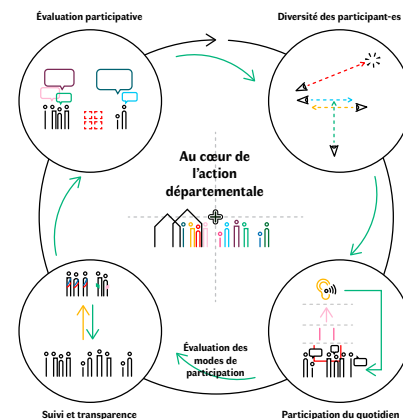 Évaluation participative
Diversité des participant-es
Au cœur de
l'action
départementale
Évaluation des
modes de
participation
Suivi et transparence
Participation du quotidien